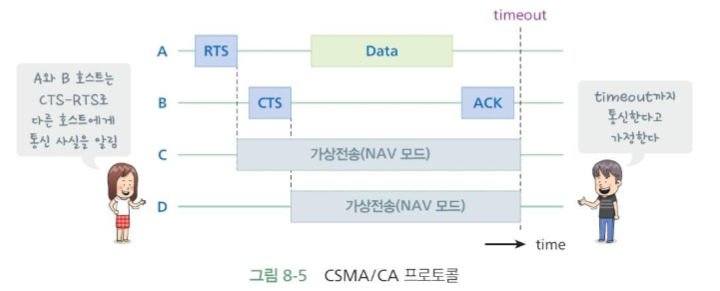 timeout
A RTS Data
A와 B 호스트는
CTS-RTS로
다른 호스트에게
통신 사실을 알림
B CTS ACK
timeout까지
통신한다고
가정한다
C 가상전송(NAV 모드)
D 가상전송(NAV 모드)
time
그림 8-5 CSMA/CA 프로토콜